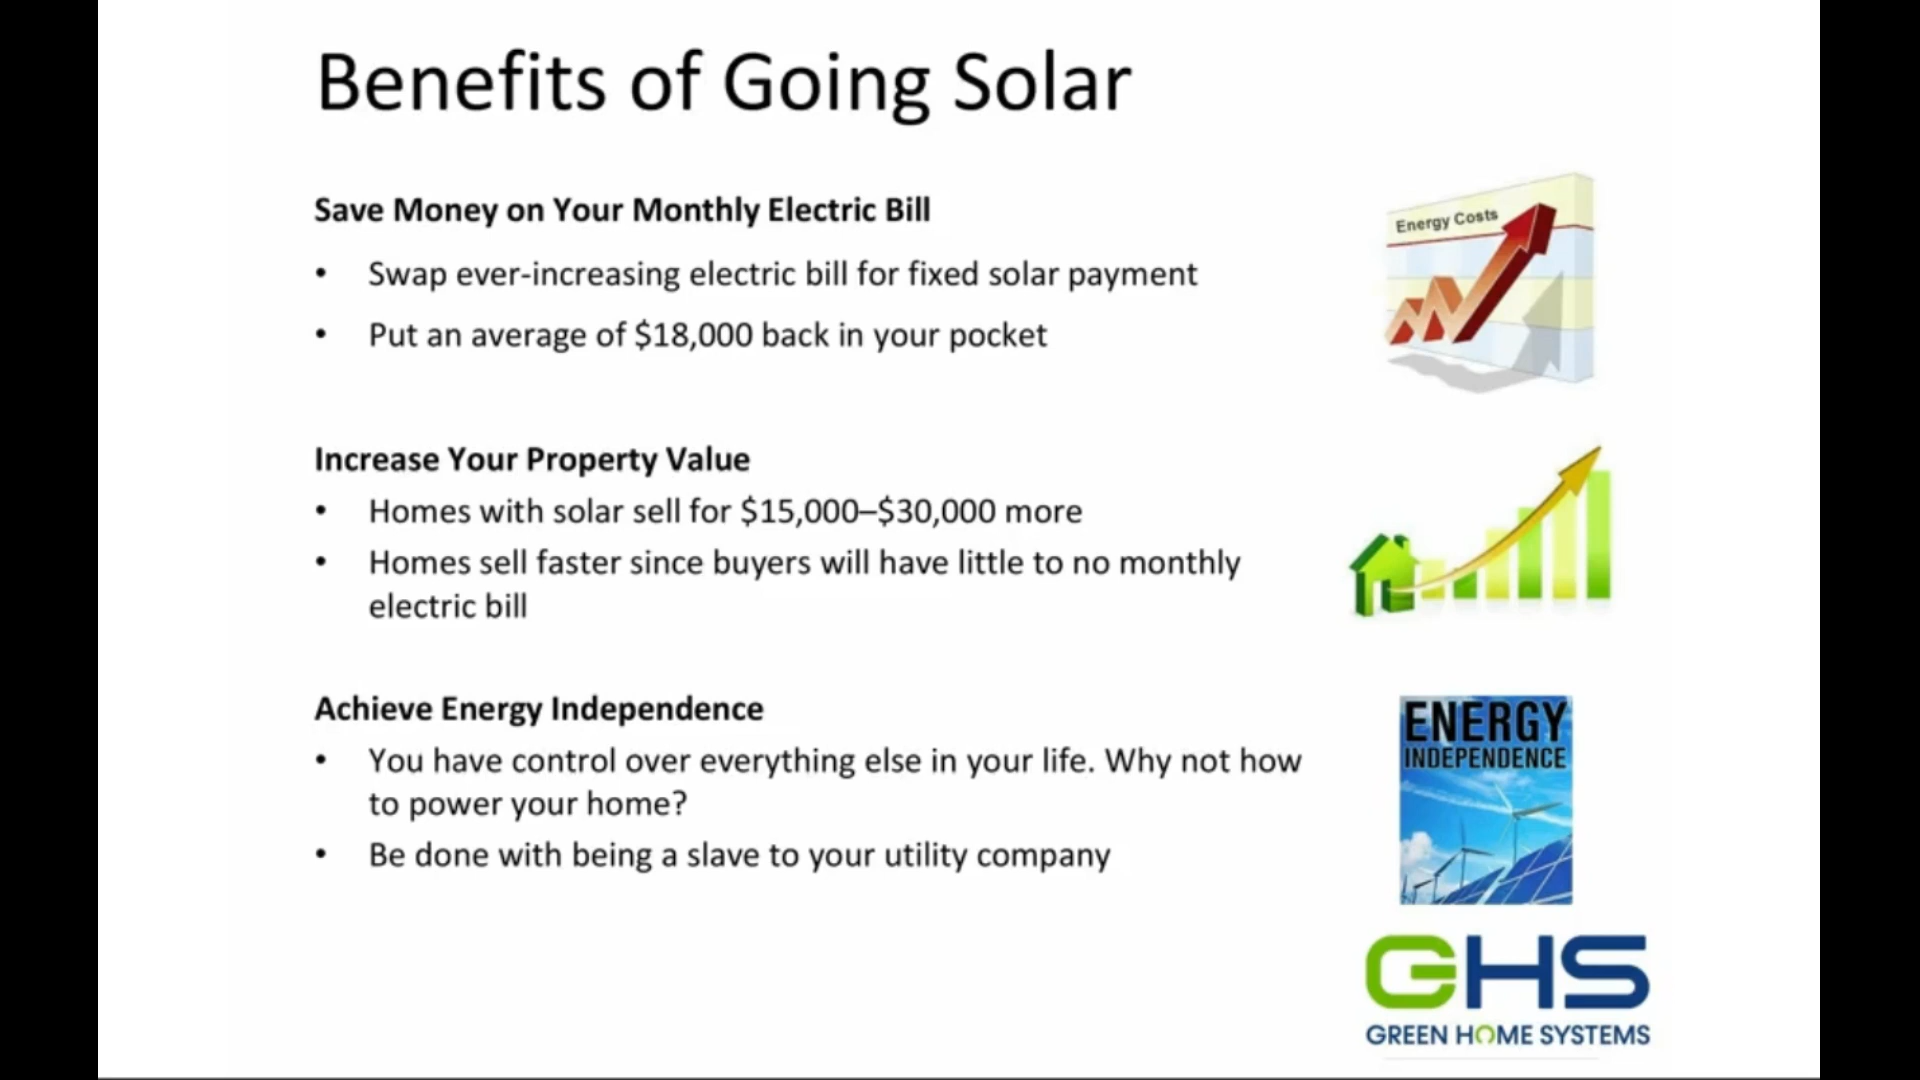 Benefits of Going Solar
Save Money on Your Monthly Electric Bill
• Swap ever-increasing electric bill for fixed solar payment
• Put an average of $18,000 back in your pocket
Energy Costs
Increase Your Property Value
• Homes with solar sell for $15,000–$30,000 more
• Homes sell faster since buyers will have little to no monthly
electric bill
Achieve Energy Independence
• You have control over everything else in your life. Why not how
to power your home?
• Be done with being a slave to your utility company
ENERGY
INDEPENDENCE
GHS
GREEN HOME SYSTEMS